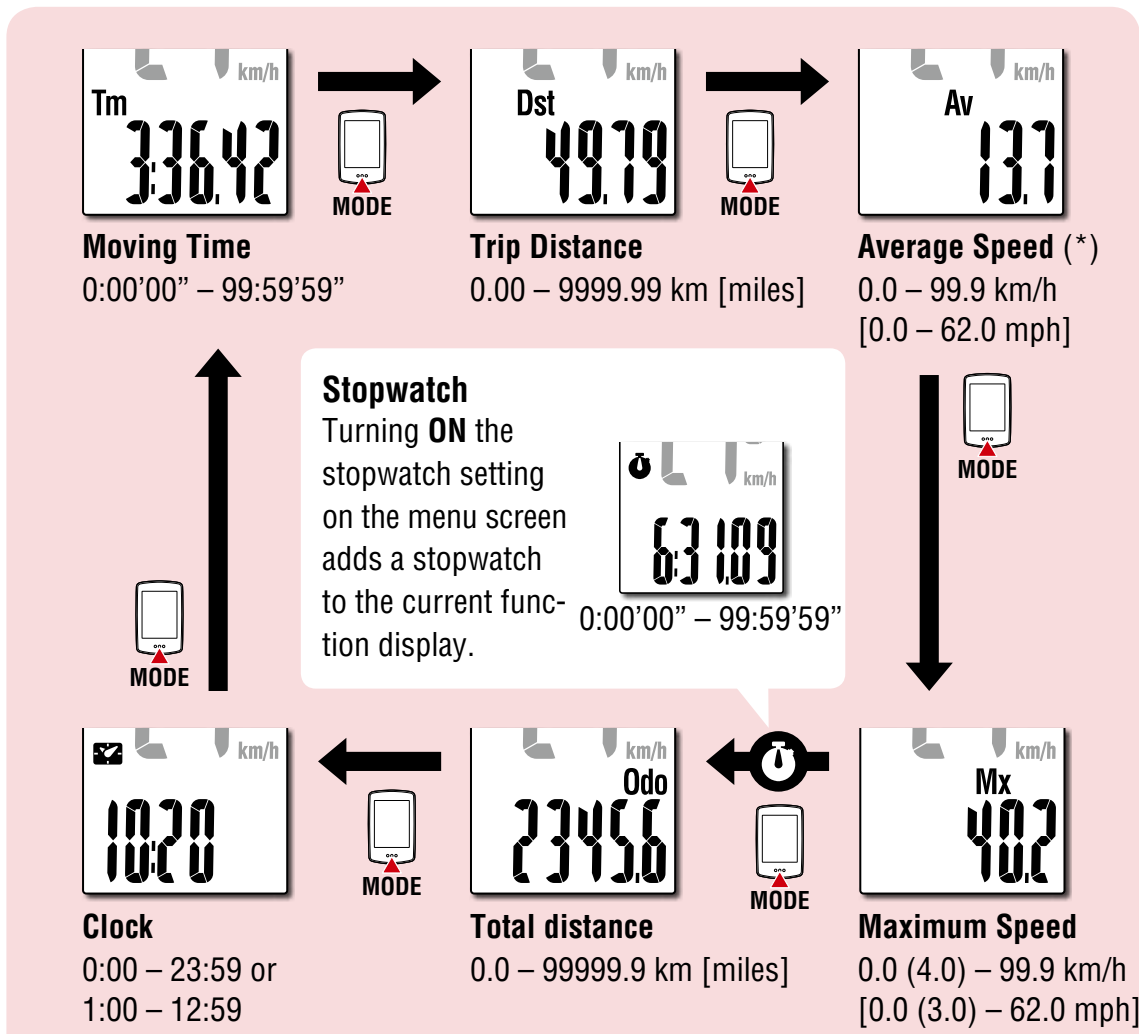 km/h
Tm
3:36.42
MODE
Moving Time
0:00’00” – 99:59’59”
km/h
Dst
49.79
MODE
Trip Distance
0.00 – 9999.99 km [miles]
km/h
Av
13.7
Average Speed (*)
0.0 – 99.9 km/h
[0.0 – 62.0 mph]
MODE
Stopwatch
Turning ON the
stopwatch setting
on the menu screen
adds a stopwatch
to the current func-
tion display.
km/h
6:31.09
0:00’00” – 99:59’59”
km/h
Mx
40.2
Maximum Speed
0.0 (4.0) – 99.9 km/h
[0.0 (3.0) – 62.0 mph]
MODE
km/h
Odo
2345.6
Total distance
0.0 – 99999.9 km [miles]
MODE
km/h
10:20
Clock
0:00 – 23:59 or
1:00 – 12:59
MODE